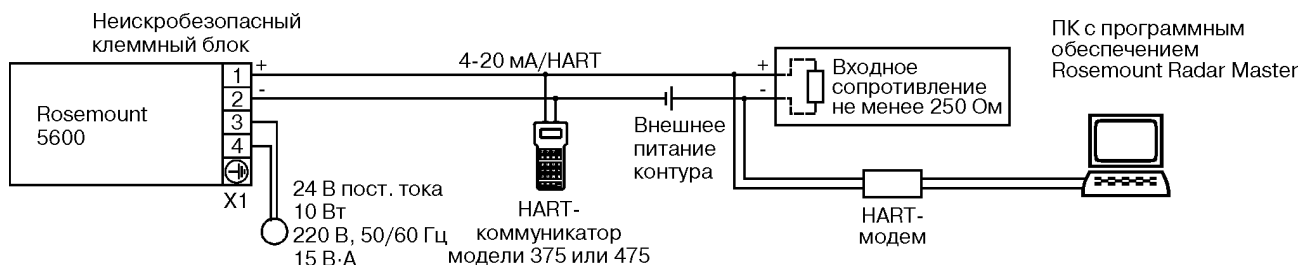 Неискробезопасный
клеммный блок
Rosemount
5600
1
2
3
4
X1
+
-
4-20 мА/HART
24 В пост. тока
10 Вт
220 В, 50/60 Гц
15 В·А
HART-
коммуникатор
модели 375 или 475
Внешнее
питание
контура
+
-
Входное
сопротивление
не менее 250 Ом
HART-
модем
ПК с программным
обеспечением
Rosemount Radar Master